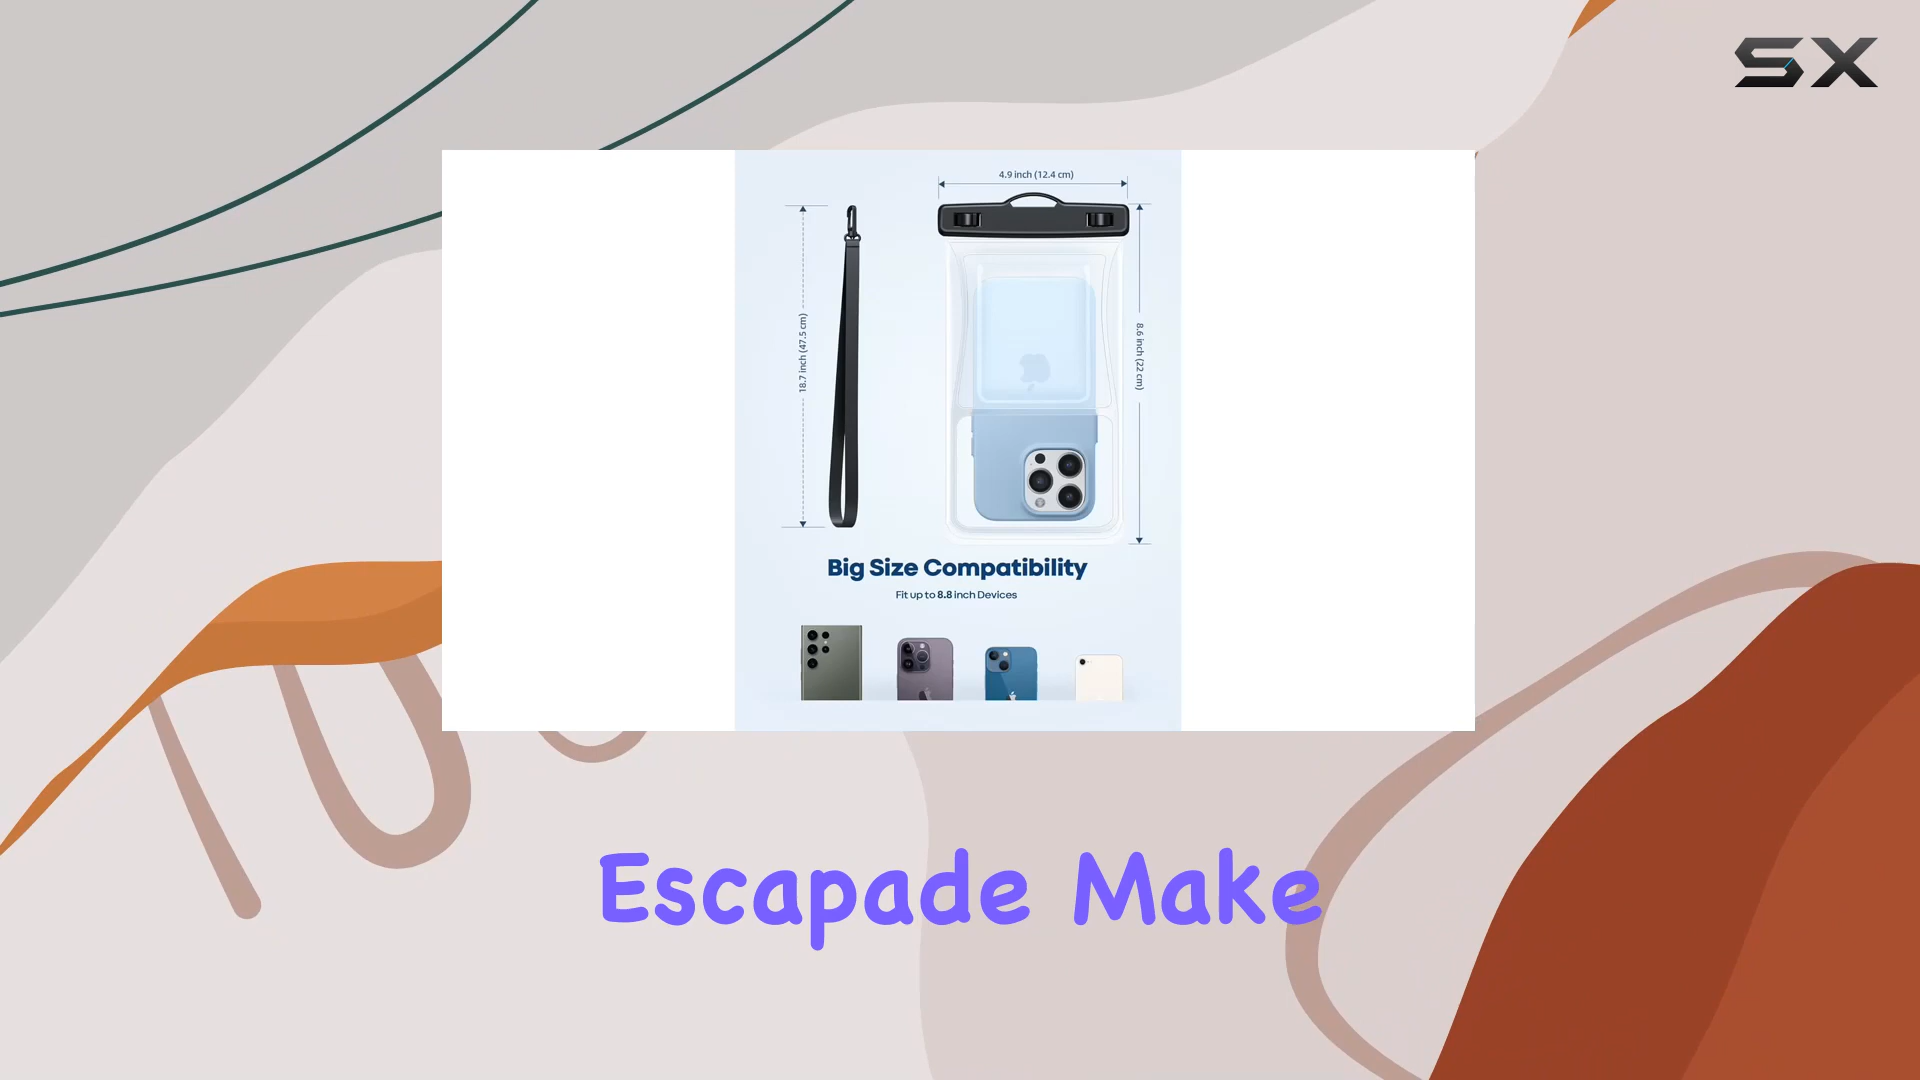 SX
4.9 inch (12.4 cm)
18.7 inch (47.5 cm)
8.6 inch (22 cm)
Big Size Compatibility
Fit up to 8.8 inch Devices
Escapade Make